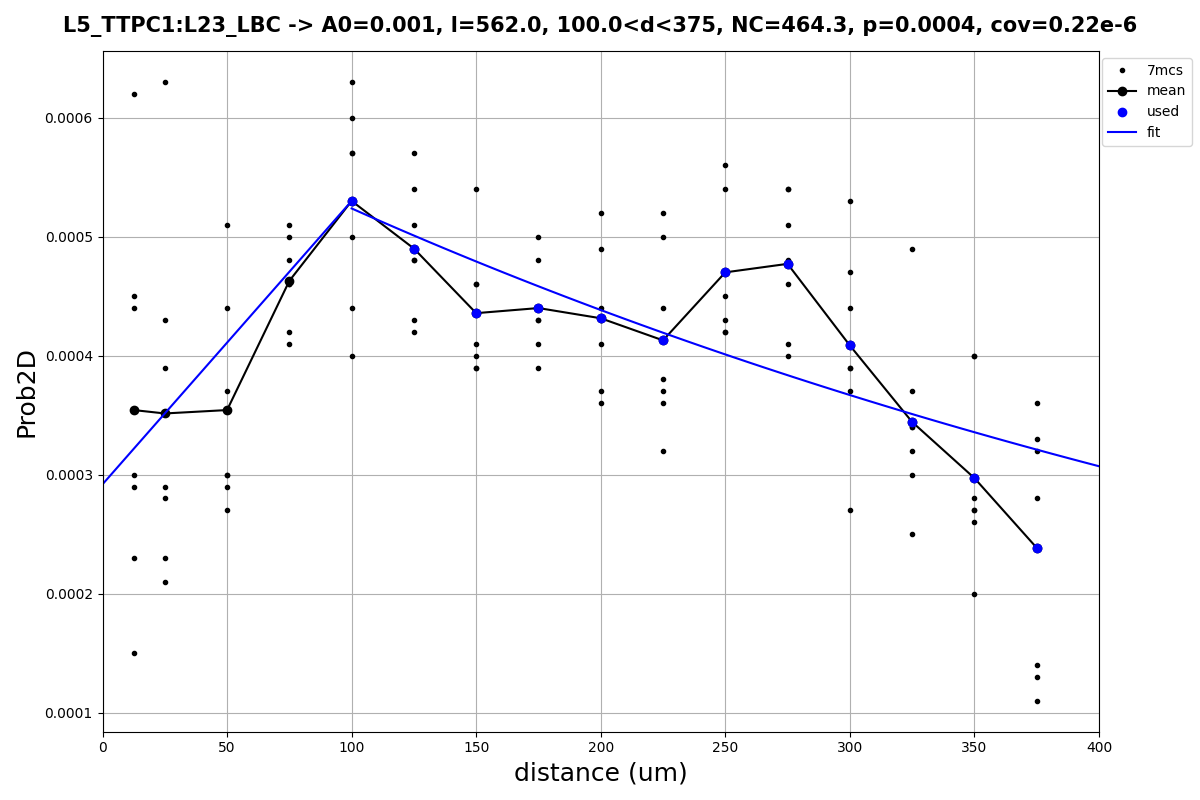 L5_TTPC1:L23_LBC -> A0=0.001, l=562.0, 100.0<d<375, NC=464.3, p=0.0004, cov=0.22e-6
7mcs
mean
used
fit
0.0006
0.0005
0.0004
0.0003
0.0002
0.0001
Prob2D
0 50 100 150 200 250 300 350 400
distance (um)